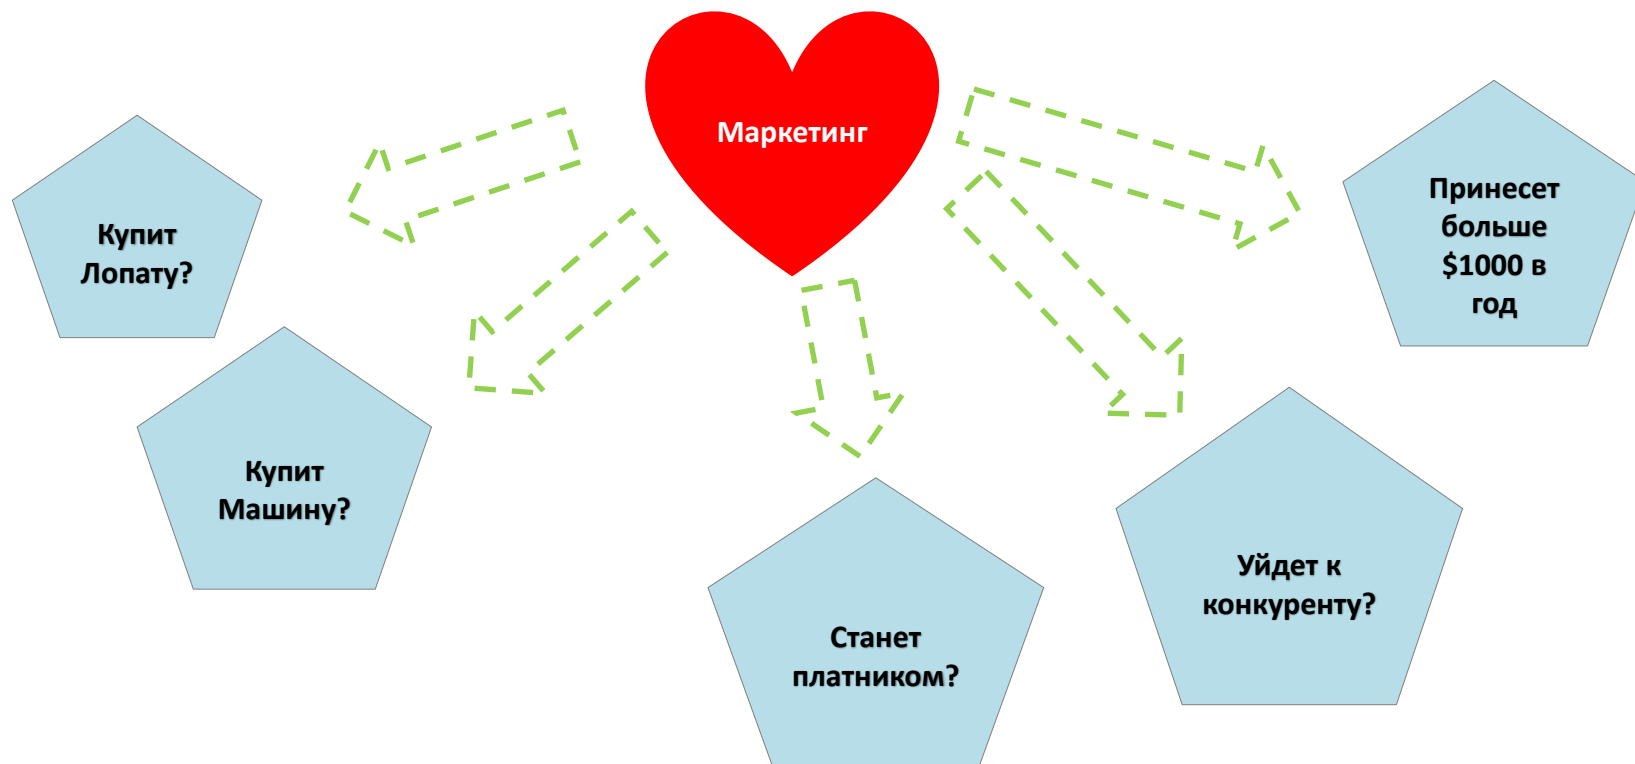 Маркетинг
Купит
Лопату?
Купит
Машину?
Станет
платником?
Уйдет к
конкуренту?
Принесет
больше
$1000 в
год